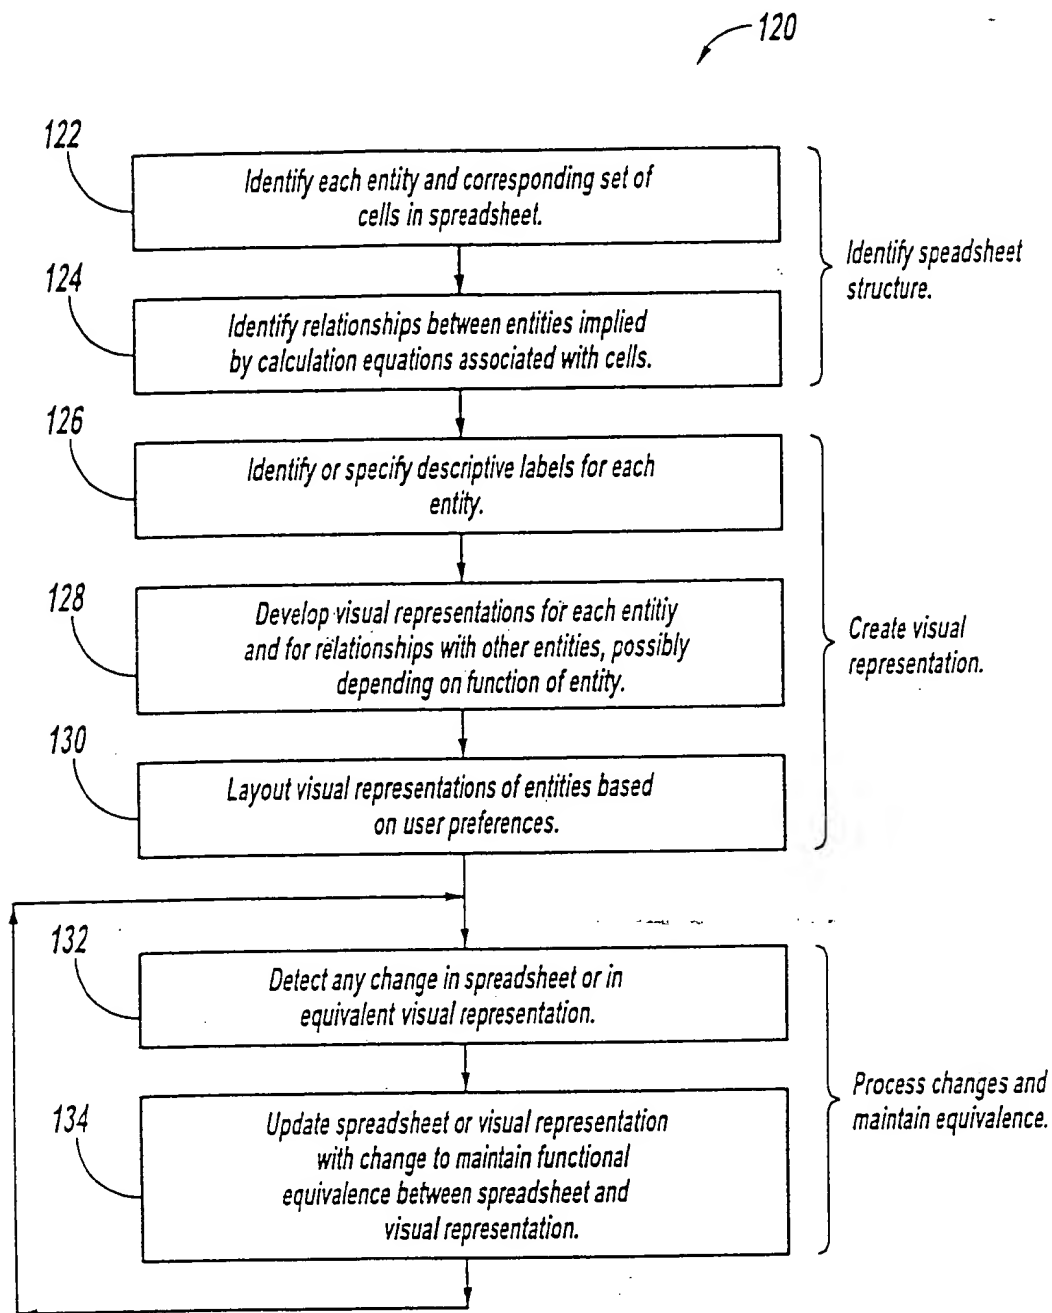 120
122
Identify each entity and corresponding set of
cells in spreadsheet.
124
Identify relationships between entities implied
by calculation equations associated with cells.
Identify speadsheet
structure.
126
Identify or specify descriptive labels for each
entity.
128
Develop visual representations for each entitiy
and for relationships with other entities, possibly
depending on function of entity.
130
Layout visual representations of entities based
on user preferences.
Create visual
representation.
132
Detect any change in spreadsheet or in
equivalent visual representation.
134
Update spreadsheet or visual representation
with change to maintain functional
equivalence between spreadsheet and
visual representation.
Process changes and
maintain equivalence.